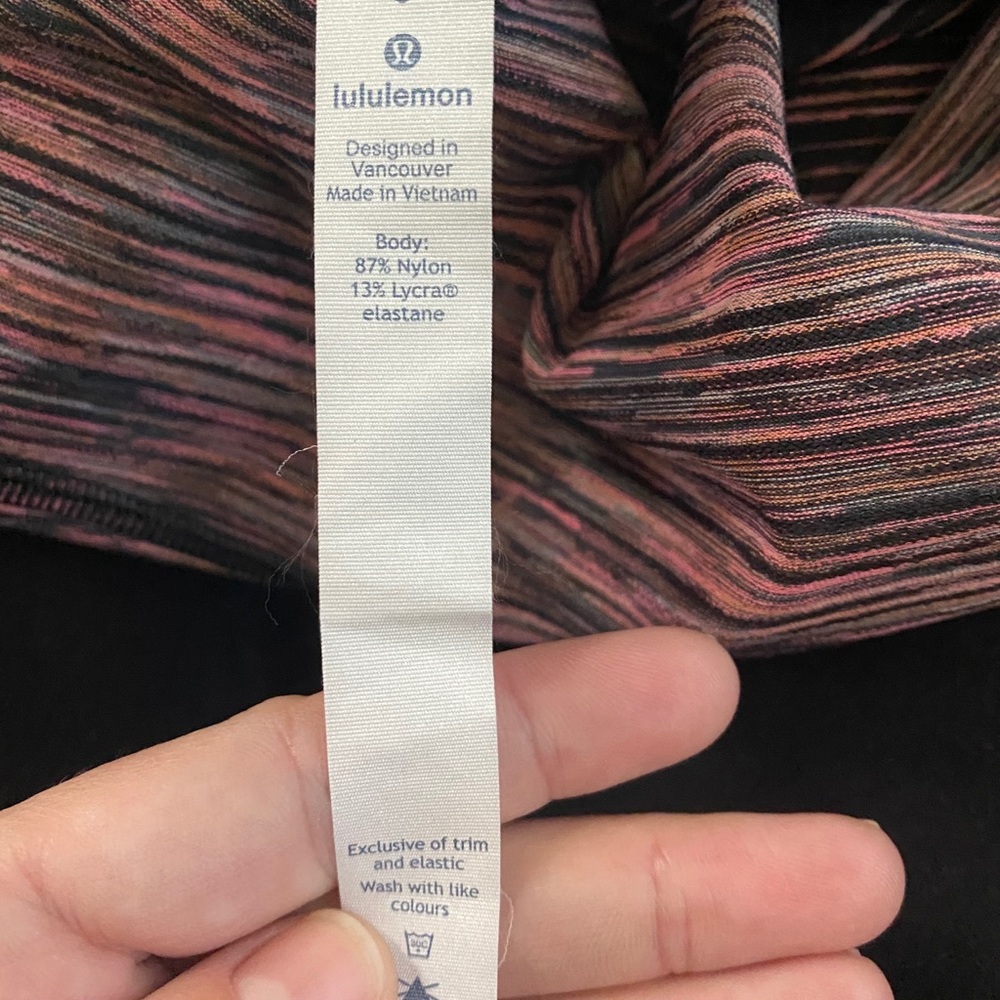 lululemon
Designed in
Vancouver
Made in Vietnam
Body:
87% Nylon
13% Lycra®
elastane
Exclusive of trim
and elastic
Wash with like
colours